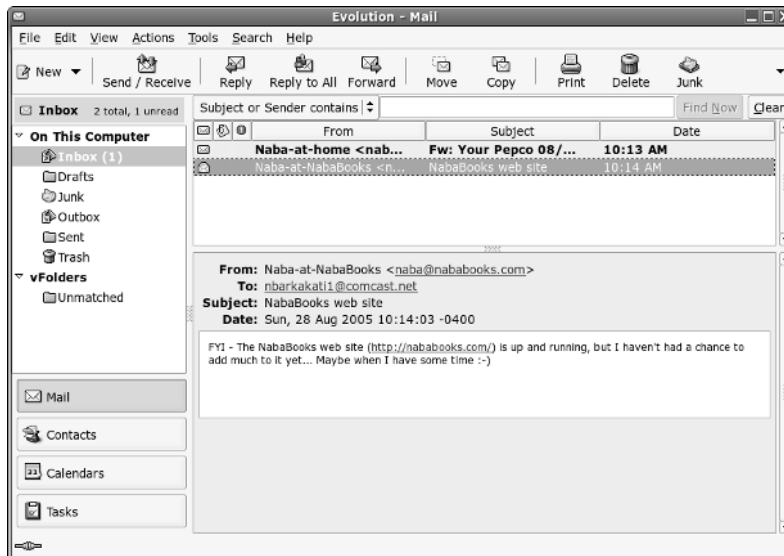 Evolution - Mail
File Edit View Actions Tools Search Help
New Send / Receive Reply Reply to All Forward Move Copy Print Delete Junk
Inbox 2 total, 1 unread
Subject or Sender contains Find Now Clear
On This Computer
Inbox (1)
Drafts
Junk
Outbox
Sent
Trash
vFolders
Unmatched
From Subject Date
Naba-at-home <nab... Fw: Your Pepco 08/... 10:13 AM
Naba-at-NabaBooks <n... NabaBooks web site 10:14 AM
From: Naba-at-NabaBooks <naba@nababooks.com>
To: nbarkakati1@comcast.net
Subject: NabaBooks web site
Date: Sun, 28 Aug 2005 10:14:03 -0400
FYI - The NabaBooks web site (http://nababooks.com/) is up and running, but I haven't had a chance to
add much to it yet... Maybe when I have some time :-)
Mail
Contacts
Calendars
Tasks